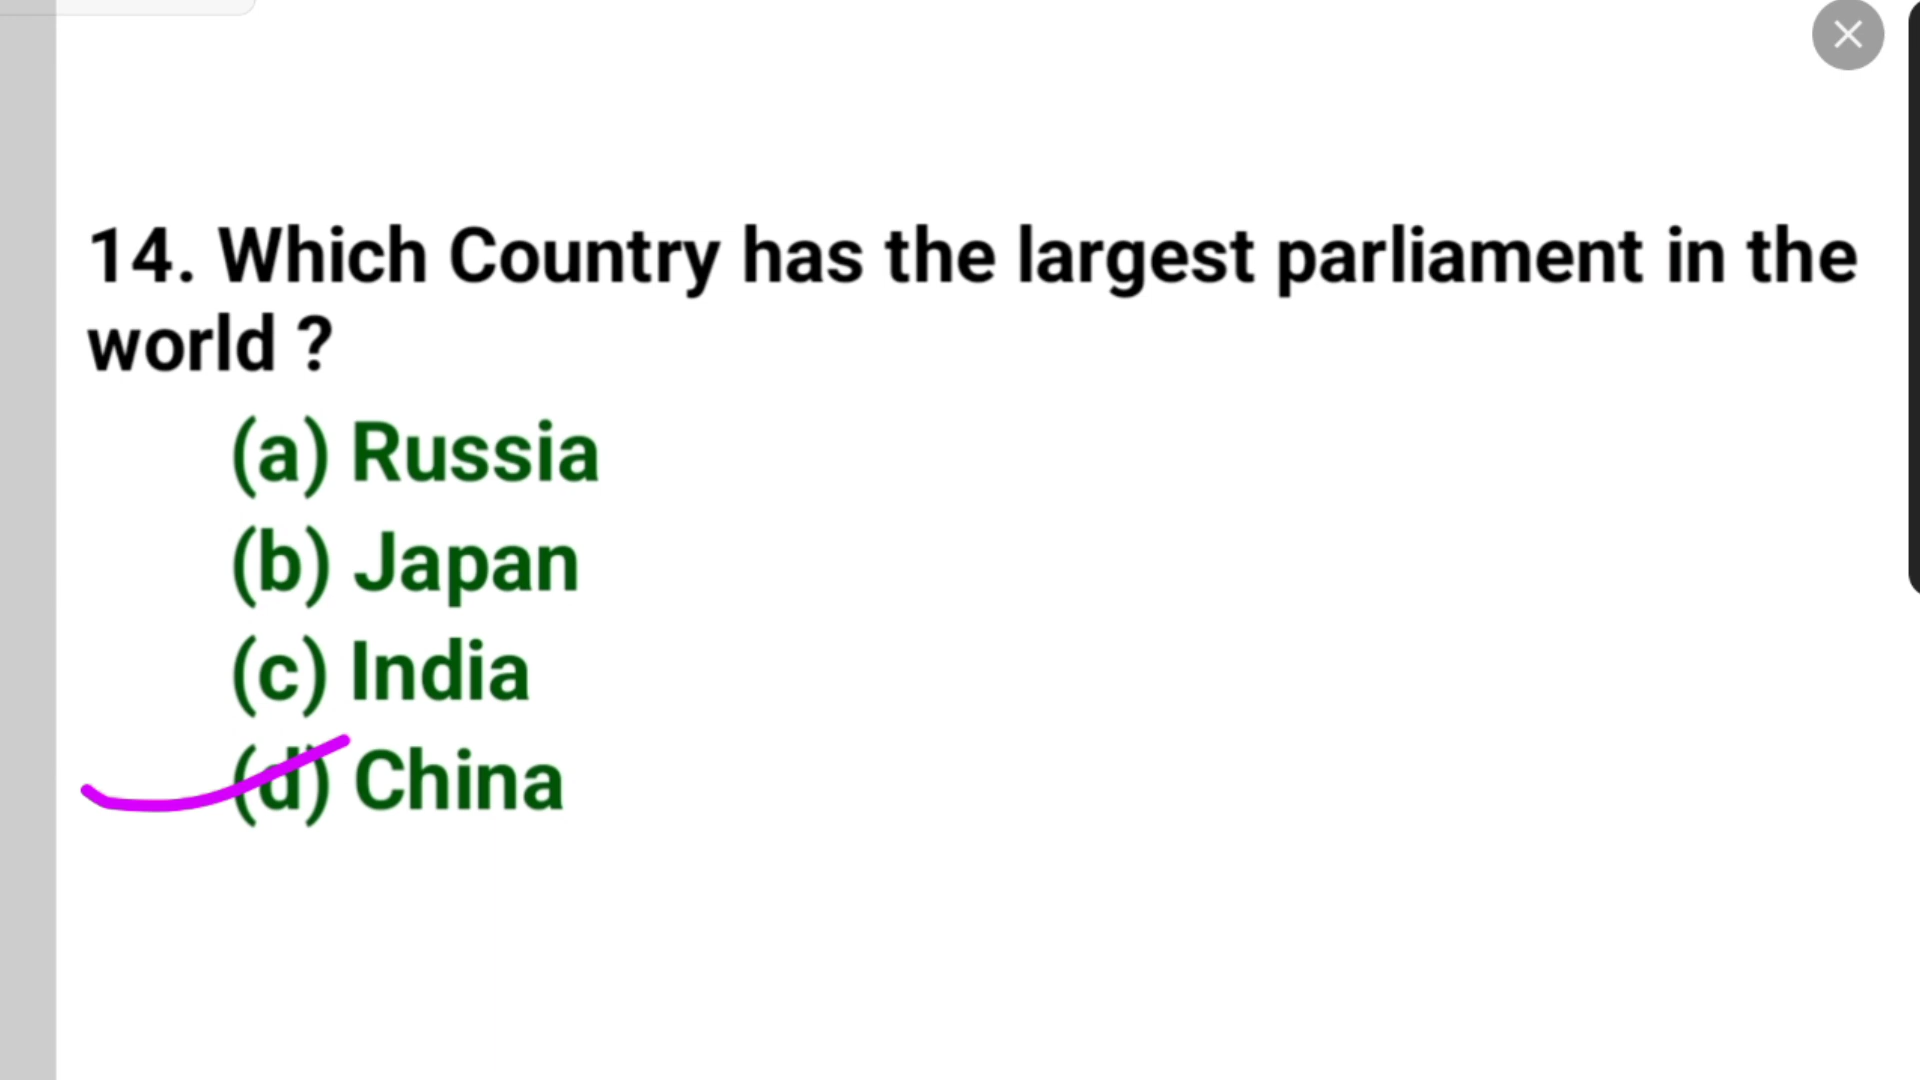 14. Which Country has the largest parliament in the
world ?
(a) Russia
(b) Japan
(c) India
(d) China